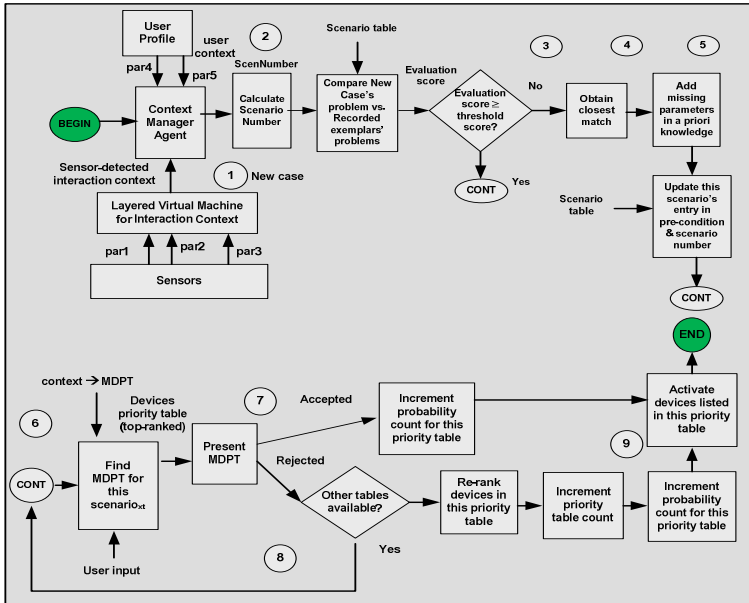 User
Profile
user
context
par4
par5
2
ScenNumber
Scenario table
3
4
5
BEGIN
Context
Manager
Agent
Calculate
Scenario
Number
Compare New
Case's
problem vs.
Recorded
exemplars'
problems
Evaluation
score
Evaluation
score ≥
threshold
score?
No
Obtain
closest
match
Add
missing
parameters
in a priori
knowledge
Yes
CONT
Sensor-detected
interaction context
1
New case
Layered Virtual Machine
for Interaction Context
par1
par2
par3
Sensors
Scenario
table
Update this
scenario's
entry in
pre-condition
& scenario
number
CONT
END
context → MDPT
6
Devices
priority table
(top-ranked)
7
Accepted
Increment
probability
count for this
priority table
Activate
devices listed
in this priority
table
CONT
Find
MDPT for
this
scenarioxt
Present
MDPT
Rejected
Other tables
available?
Re-rank
devices in
this priority
table
Increment
priority
table count
9
Increment
probability
count for this
priority table
User input
8
Yes